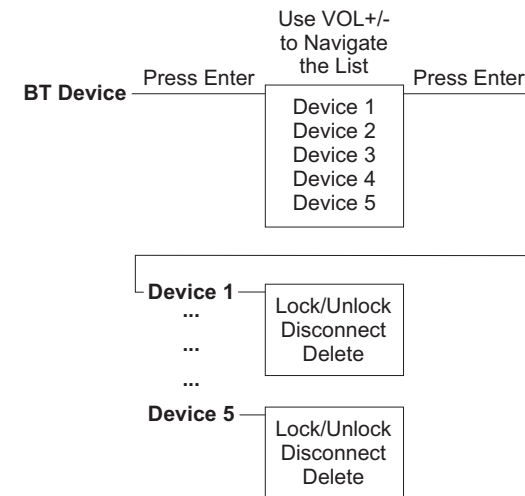 Use VOL+/-
to Navigate
the List
BT Device
Press Enter
Press Enter
Device 1
Device 2
Device 3
Device 4
Device 5
Device 1
...
...
...
Lock/Unlock
Disconnect
Delete
Device 5
Lock/Unlock
Disconnect
Delete